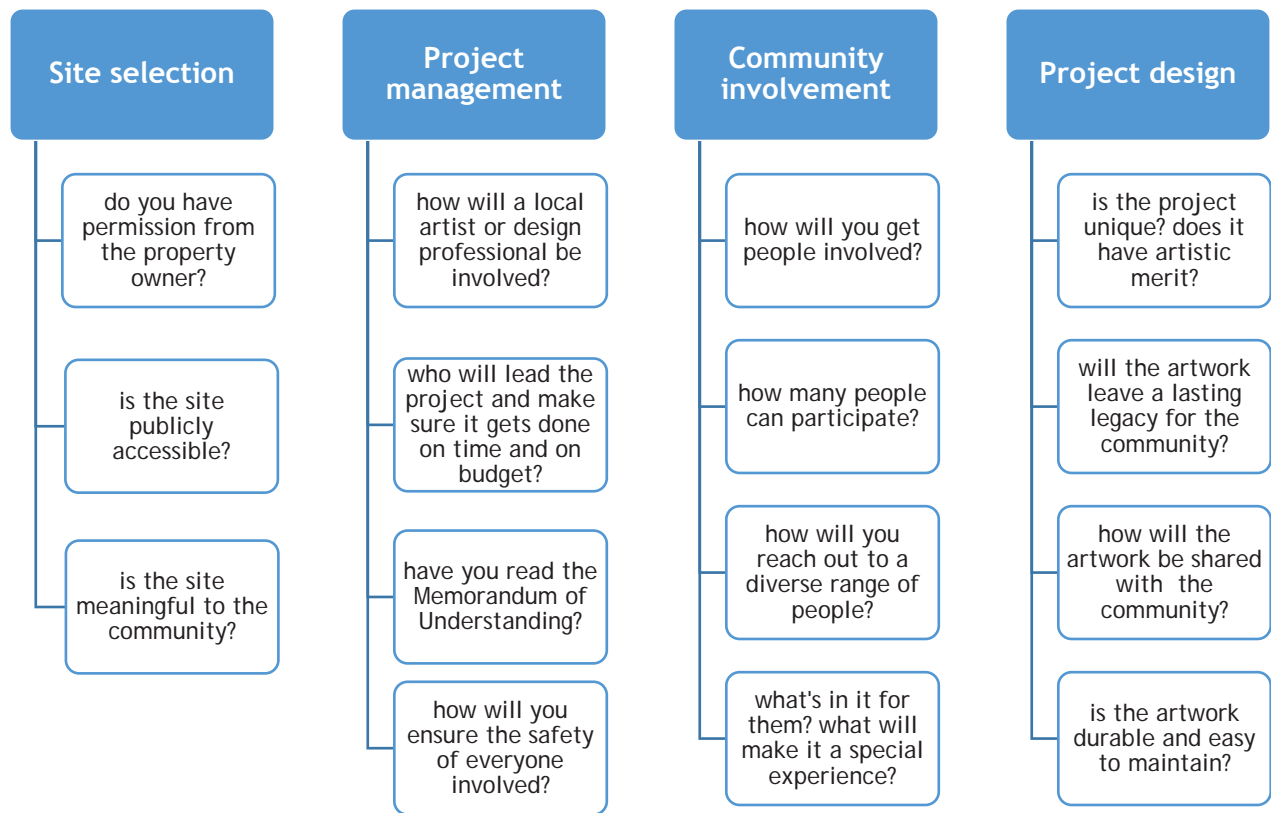 Site selection
do you have
permission from
the property
owner?
is the site
publicly
accessible?
is the site
meaningful to the
community?
Project
management
how will a local
artist or design
professional be
involved?
who will lead the
project and make
sure it gets done
on time and on
budget?
have you read the
Memorandum of
Understanding?
how will you
ensure the safety
of everyone
involved?
Community
involvement
how will you get
people involved?
how many people
can participate?
how will you
reach out to a
diverse range of
people?
what's in it for
them? what will
make it a special
experience?
Project design
is the project
unique? does it
have artistic
merit?
will the artwork
leave a lasting
legacy for the
community?
how will the
artwork be shared
with the
community?
is the artwork
durable and easy
to maintain?